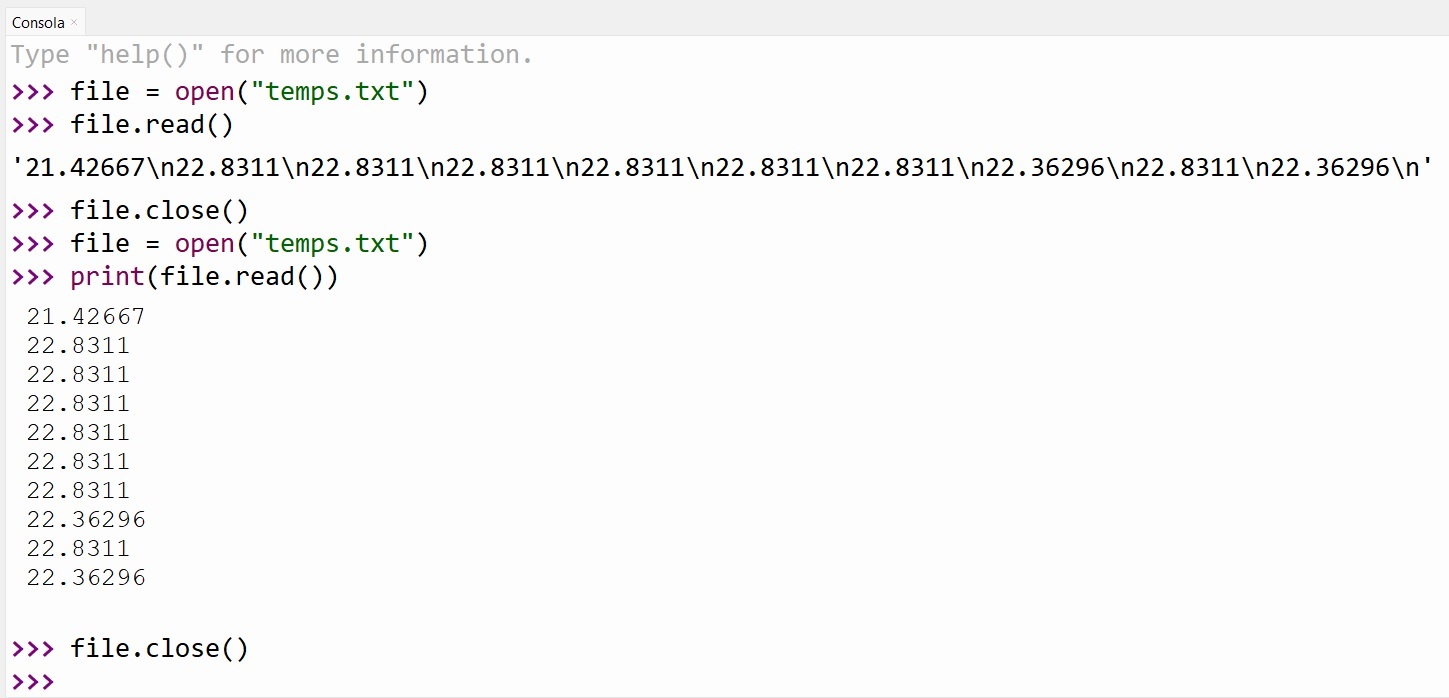 Consola ×
Type "help()" for more information.
>>> file = open("temps.txt")
>>> file.read()
'21.42667\n22.8311\n22.8311\n22.8311\n22.8311\n22.8311\n22.8311\n22.36296\n22.8311\n22.36296\n'
>>> file.close()
>>> file = open("temps.txt")
>>> print(file.read())
21.42667
22.8311
22.8311
22.8311
22.8311
22.8311
22.8311
22.36296
22.8311
22.36296
>>> file.close()
>>>